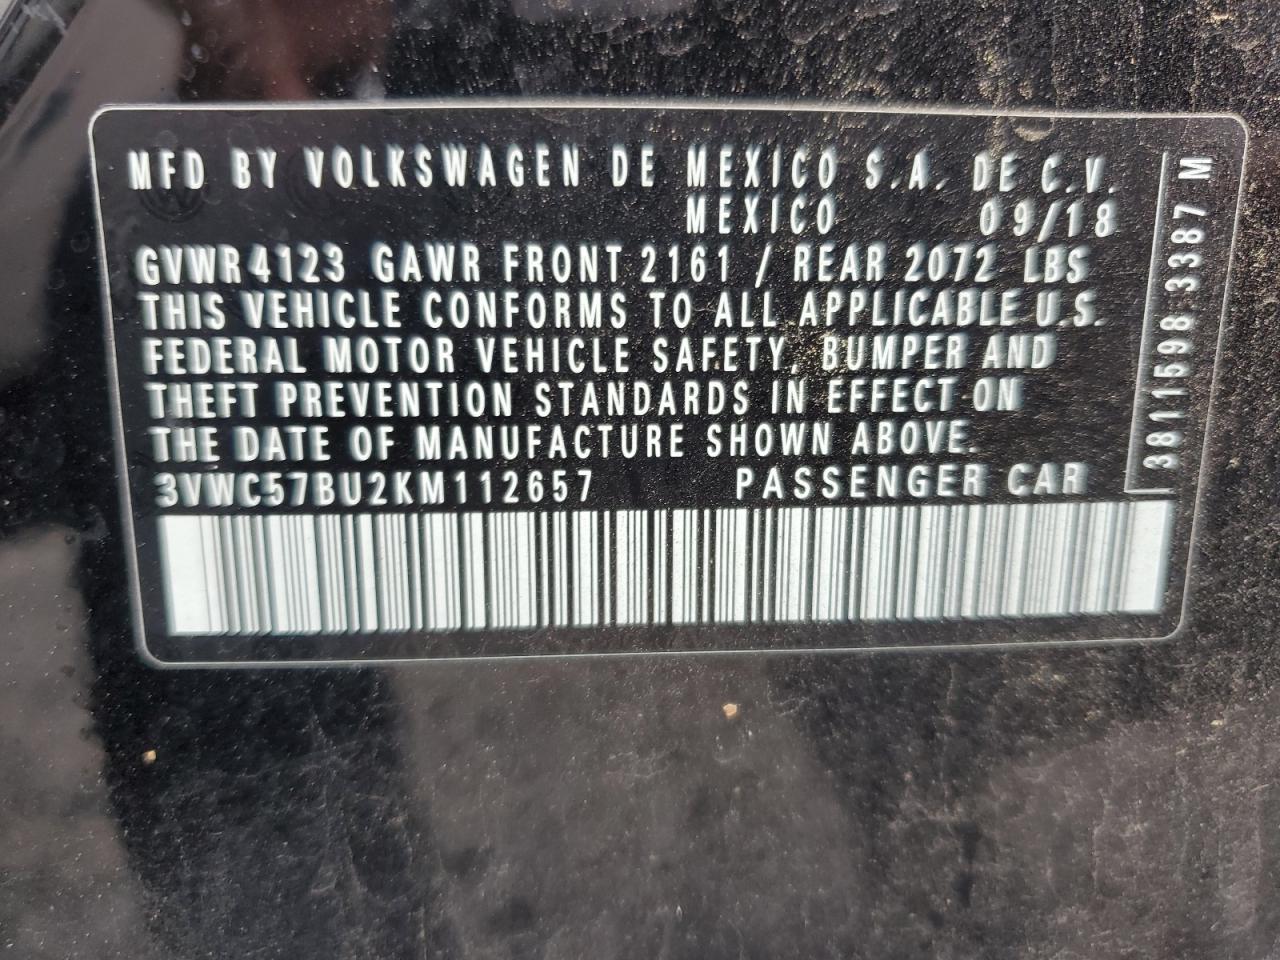 MFD BY VOLKSWAGEN DE MEXICO S.A. DE C.V.
MEXICO 09/18
GVWR 4123 GAWR FRONT 2161 / REAR 2072 LBS
THIS VEHICLE CONFORMS TO ALL APPLICABLE U.S.
FEDERAL MOTOR VEHICLE SAFETY, BUMPER AND
THEFT PREVENTION STANDARDS IN EFFECT ON
THE DATE OF MANUFACTURE SHOWN ABOVE.
3VWC57BU2KM112657 PASSENGER CAR
3811598 3387 M